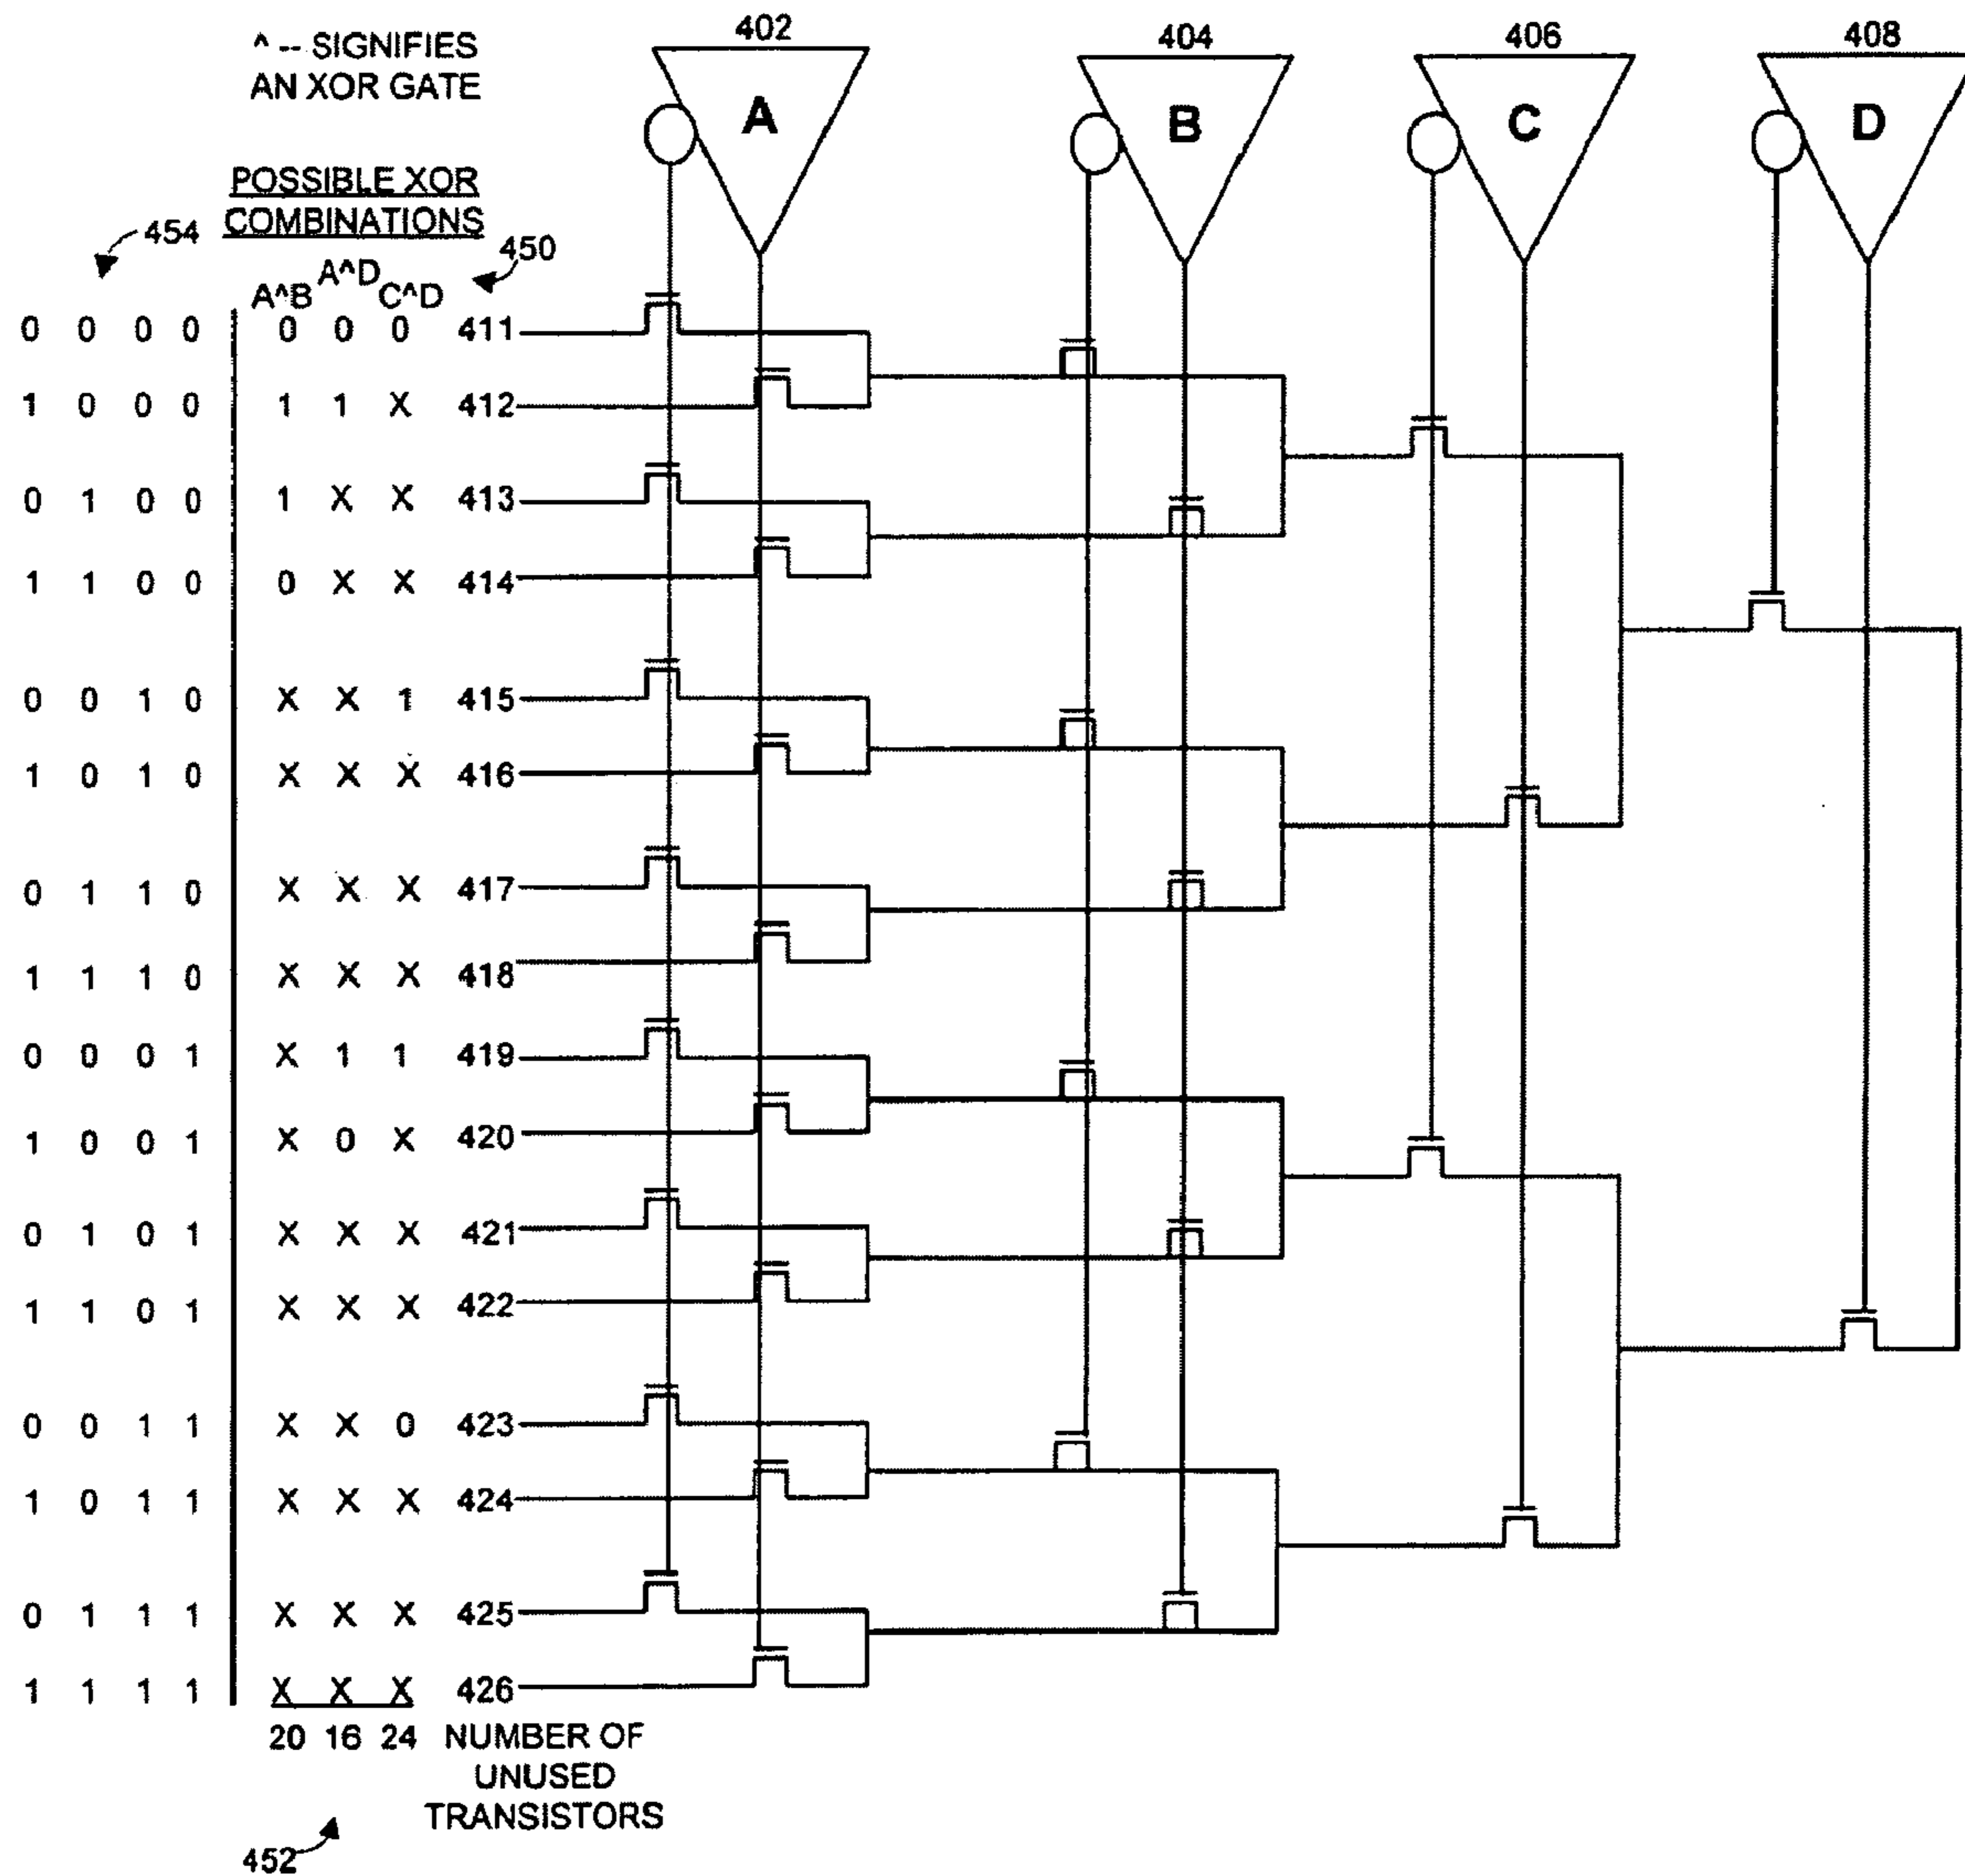 ^ -- SIGNIFIES
AN XOR GATE
402
404
406
408
A
B
C
D
POSSIBLE XOR
COMBINATIONS
454
450
A^B A^D C^D
0 0 0 0 0 0 0 411
1 0 0 0 1 1 X 412
0 1 0 0 1 X X 413
1 1 0 0 0 X X 414
0 0 1 0 X X 1 415
1 0 1 0 X X X 416
0 1 1 0 X X X 417
1 1 1 0 X X X 418
0 0 0 1 X 1 1 419
1 0 0 1 X 0 X 420
0 1 0 1 X X X 421
1 1 0 1 X X X 422
0 0 1 1 X X 0 423
1 0 1 1 X X X 424
0 1 1 1 X X X 425
1 1 1 1 X X X 426
20 16 24 NUMBER OF
UNUSED
TRANSISTORS
452